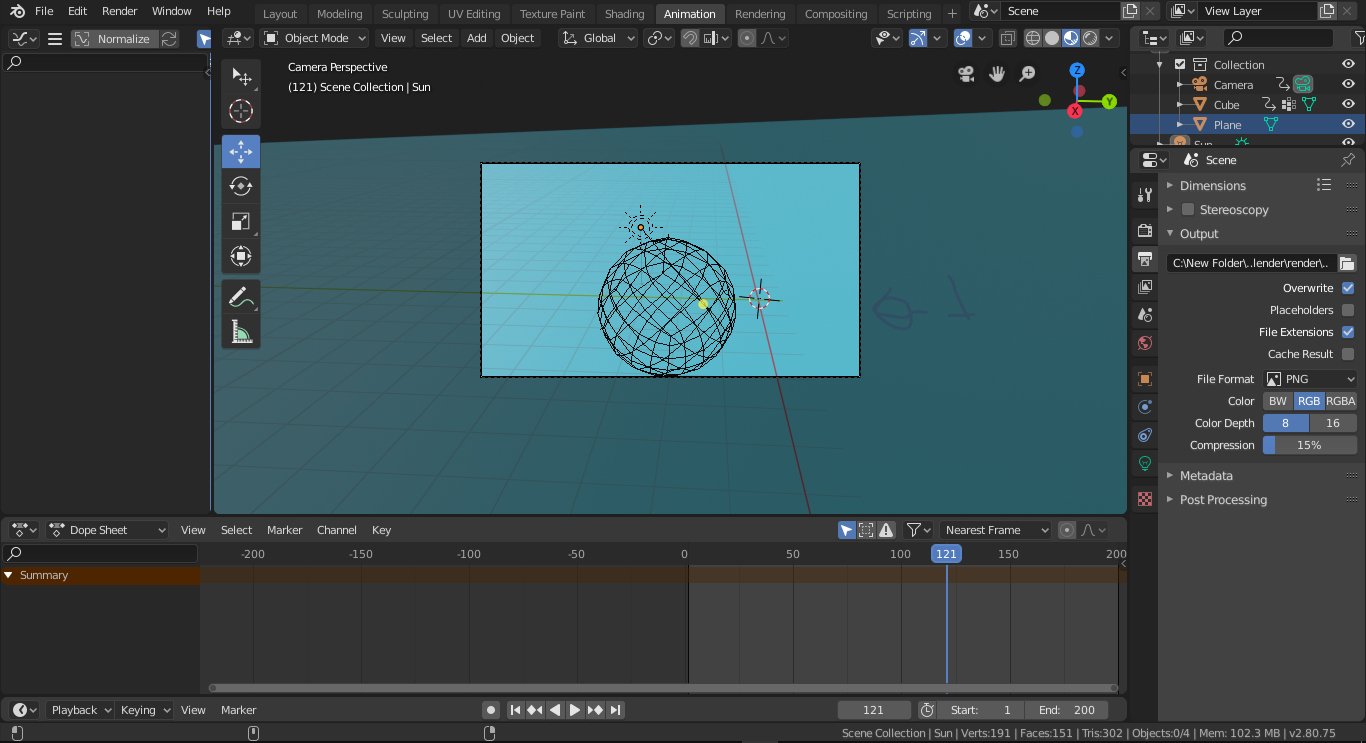 File Edit Render Window Help Layout Modeling Sculpting UV Editing Texture Paint Shading Animation Rendering Compositing Scripting + Scene View Layer
Normalize Object Mode View Select Add Object Global
Camera Perspective
(121) Scene Collection | Sun
Z
Y
X
Collection
Camera
Cube
Plane
Sun
Scene
Dimensions
Stereoscopy
Output
C:\New Folder\..lender\render\..
Overwrite
Placeholders
File Extensions
Cache Result
File Format PNG
Color BW RGB RGBA
Color Depth 8 16
Compression 15%
Metadata
Post Processing
Dope Sheet View Select Marker Channel Key Nearest Frame
-200 -150 -100 -50 0 50 100 121 150 200
Summary
Playback Keying View Marker 121 Start: 1 End: 200
Scene Collection | Sun | Verts:191 | Faces:151 | Tris:302 | Objects:0/4 | Mem: 102.3 MB | v2.80.75